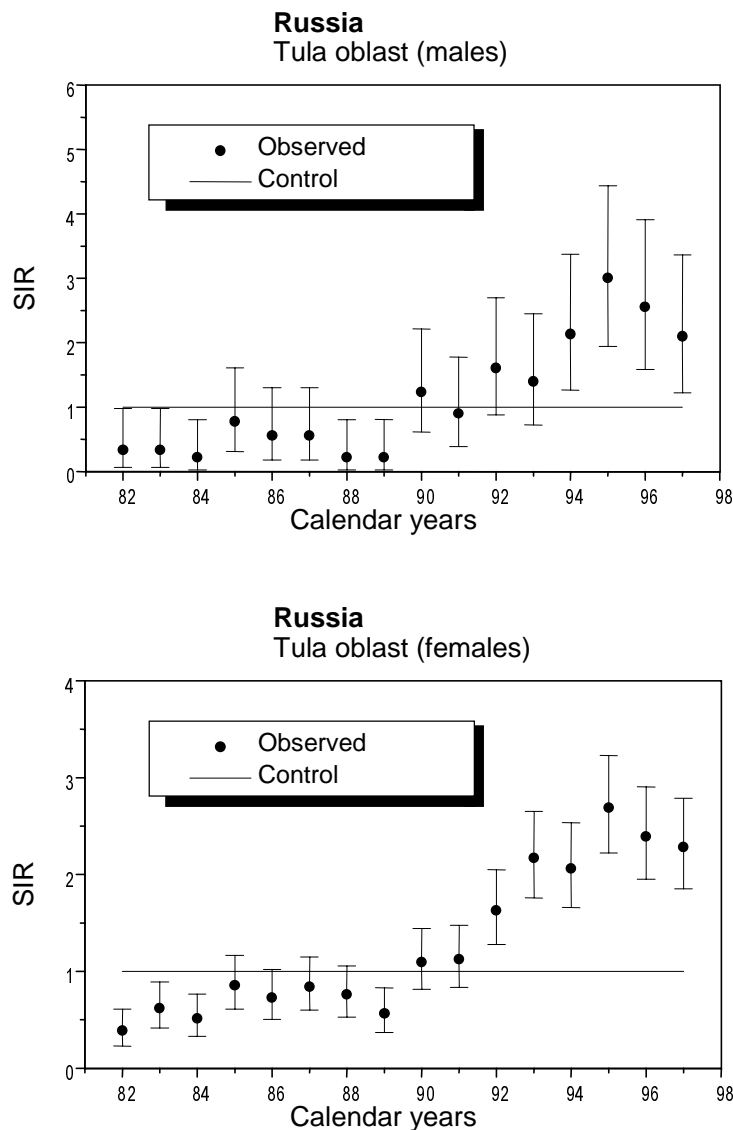 Russia
Tula oblast (males)
6
5
4
3
2
1
0
SIR
Observed
Control
82 84 86 88 90 92 94 96 98
Calendar years
Russia
Tula oblast (females)
4
3
2
1
0
SIR
Observed
Control
82 84 86 88 90 92 94 96 98
Calendar years